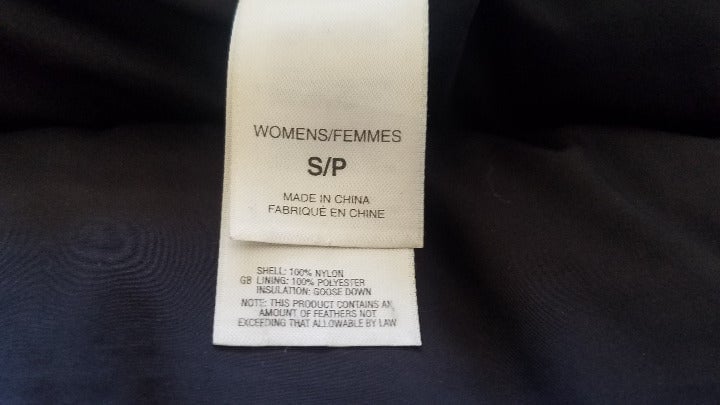 WOMENS/FEMMES
S/P
MADE IN CHINA
FABRIQUÉ EN CHINE
SHELL: 100% NYLON
GB LINING: 100% POLYESTER
INSULATION: GOOSE DOWN
NOTE: THIS PRODUCT CONTAINS AN
AMOUNT OF FEATHERS NOT
EXCEEDING THAT ALLOWABLE BY LAW